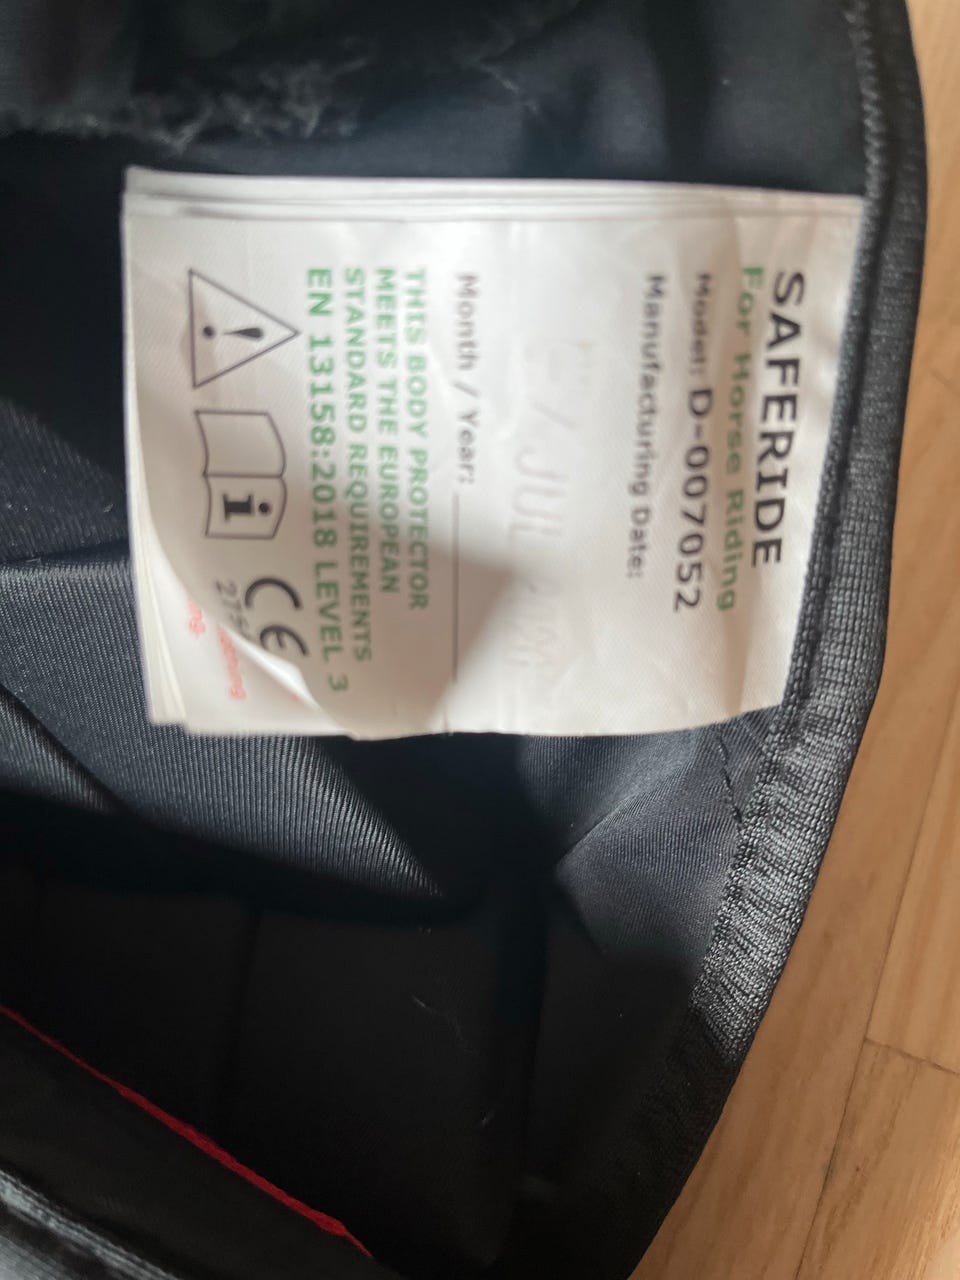 SAFERIDE
For Horse Riding
Model: D-007052
Manufacturing Date:
Month / Year:
THIS BODY PROTECTOR
MEETS THE EUROPEAN
STANDARD REQUIREMENTS
EN 13158:2018 LEVEL 3
i
CE